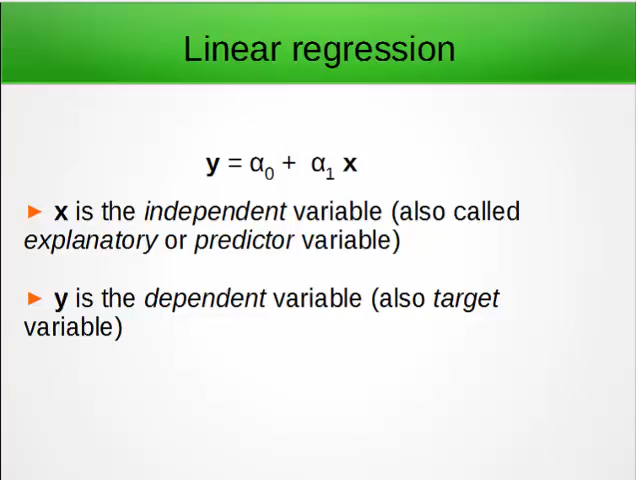 Linear regression
y = α₀ + α₁ x
► x is the independent variable (also called
explanatory or predictor variable)
► y is the dependent variable (also target
variable)